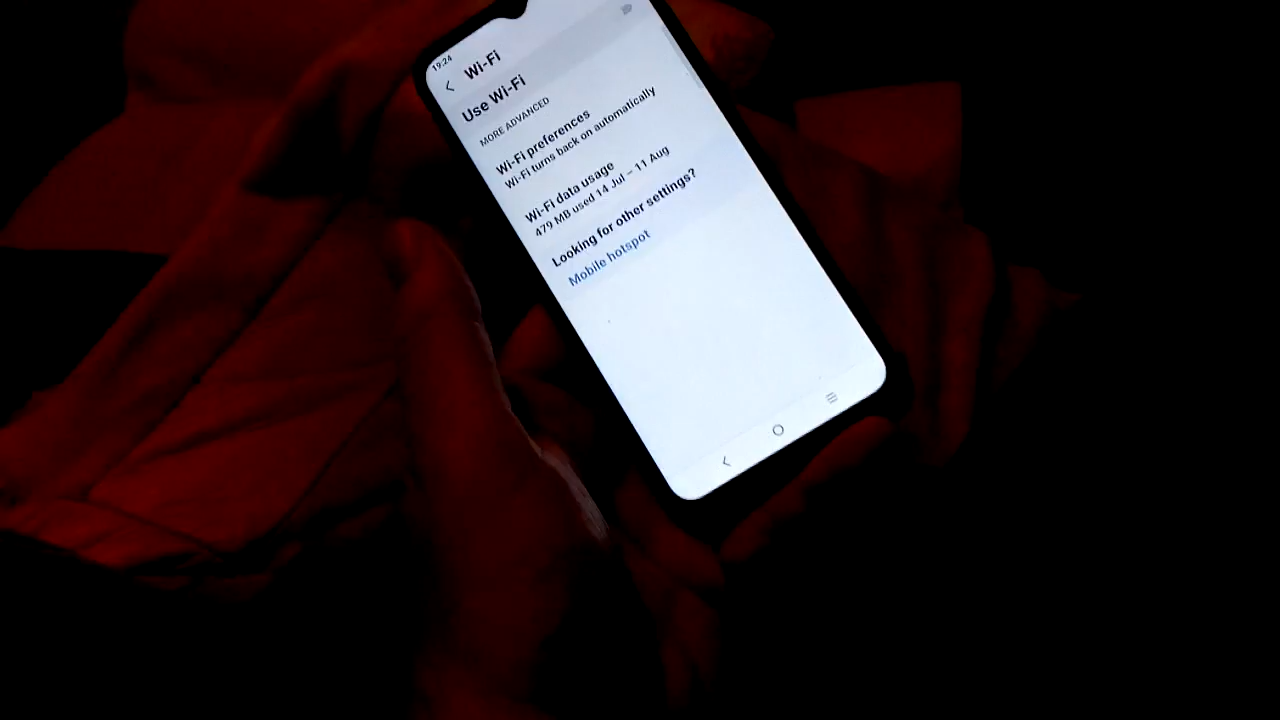 19:24
Wi-Fi
Use Wi-Fi
MORE ADVANCED
Wi-Fi preferences
Wi-Fi turns back on automatically
Wi-Fi data usage
479 MB used 14 Jul – 11 Aug
Looking for other settings?
Mobile hotspot